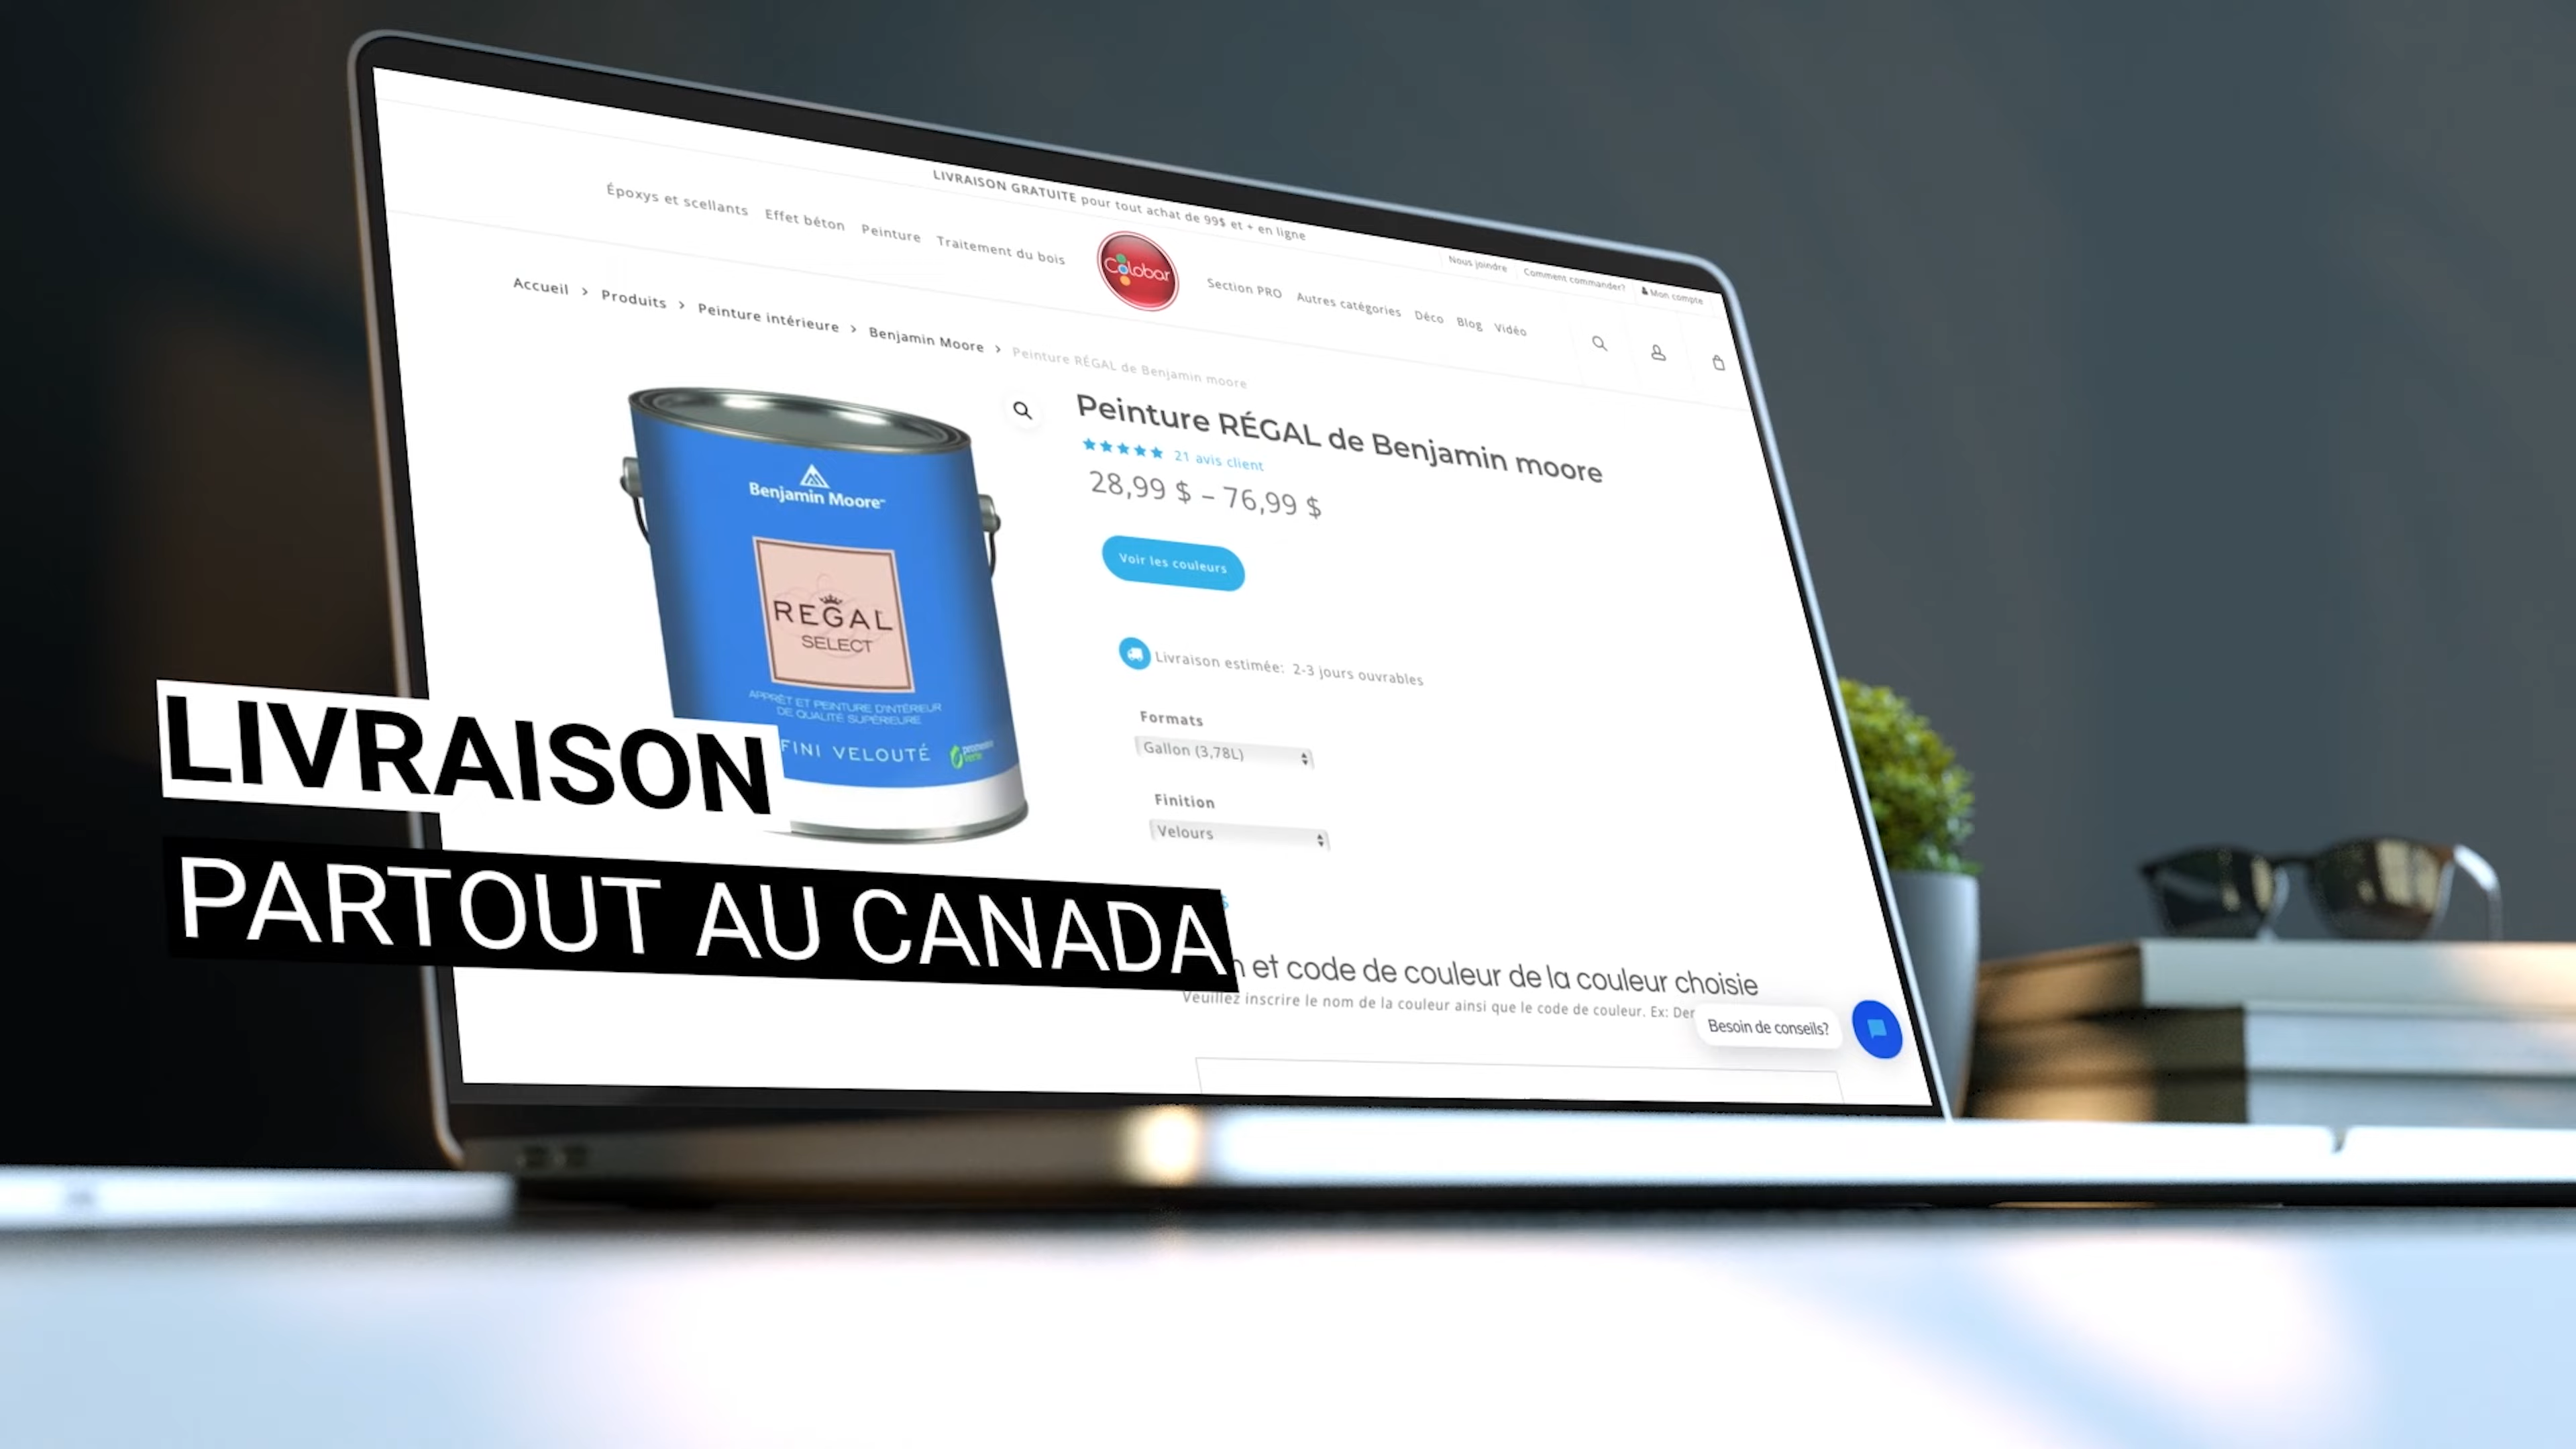 LIVRAISON GRATUITE pour tout achat de 99$ et + en ligne
Nous joindre
Comment commander?
Mon compte
Époxys et scellants
Effet béton
Peinture
Traitement du bois
Colobar
Section PRO
Autres catégories
Déco
Blog
Vidéo
Accueil > Produits > Peinture intérieure > Benjamin Moore > Peinture RÉGAL de Benjamin moore
Benjamin Moore
REGAL
SELECT
APPRÊT ET PEINTURE D'INTÉRIEUR
DE QUALITÉ SUPÉRIEURE
FINI VELOUTÉ
Peinture RÉGAL de Benjamin moore
21 avis client
28,99 $ – 76,99 $
Voir les couleurs
Livraison estimée: 2-3 jours ouvrables
Formats
Gallon (3,78L)
Finition
Velours
LIVRAISON
PARTOUT AU CANADA
et code de couleur de la couleur choisie
Veuillez inscrire le nom de la couleur ainsi que le code de couleur. Ex:
Besoin de conseils?